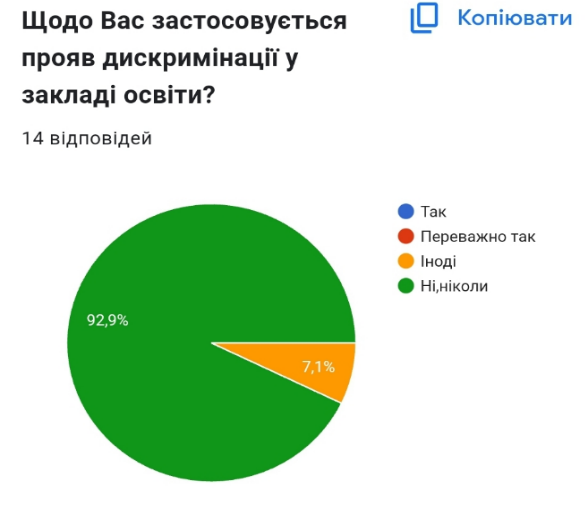 Щодо Вас застосовується
прояв дискримінації у
закладі освіти?
Копіювати
14 відповідей
Так
Переважно так
Іноді
Ні,ніколи
92,9%
7,1%